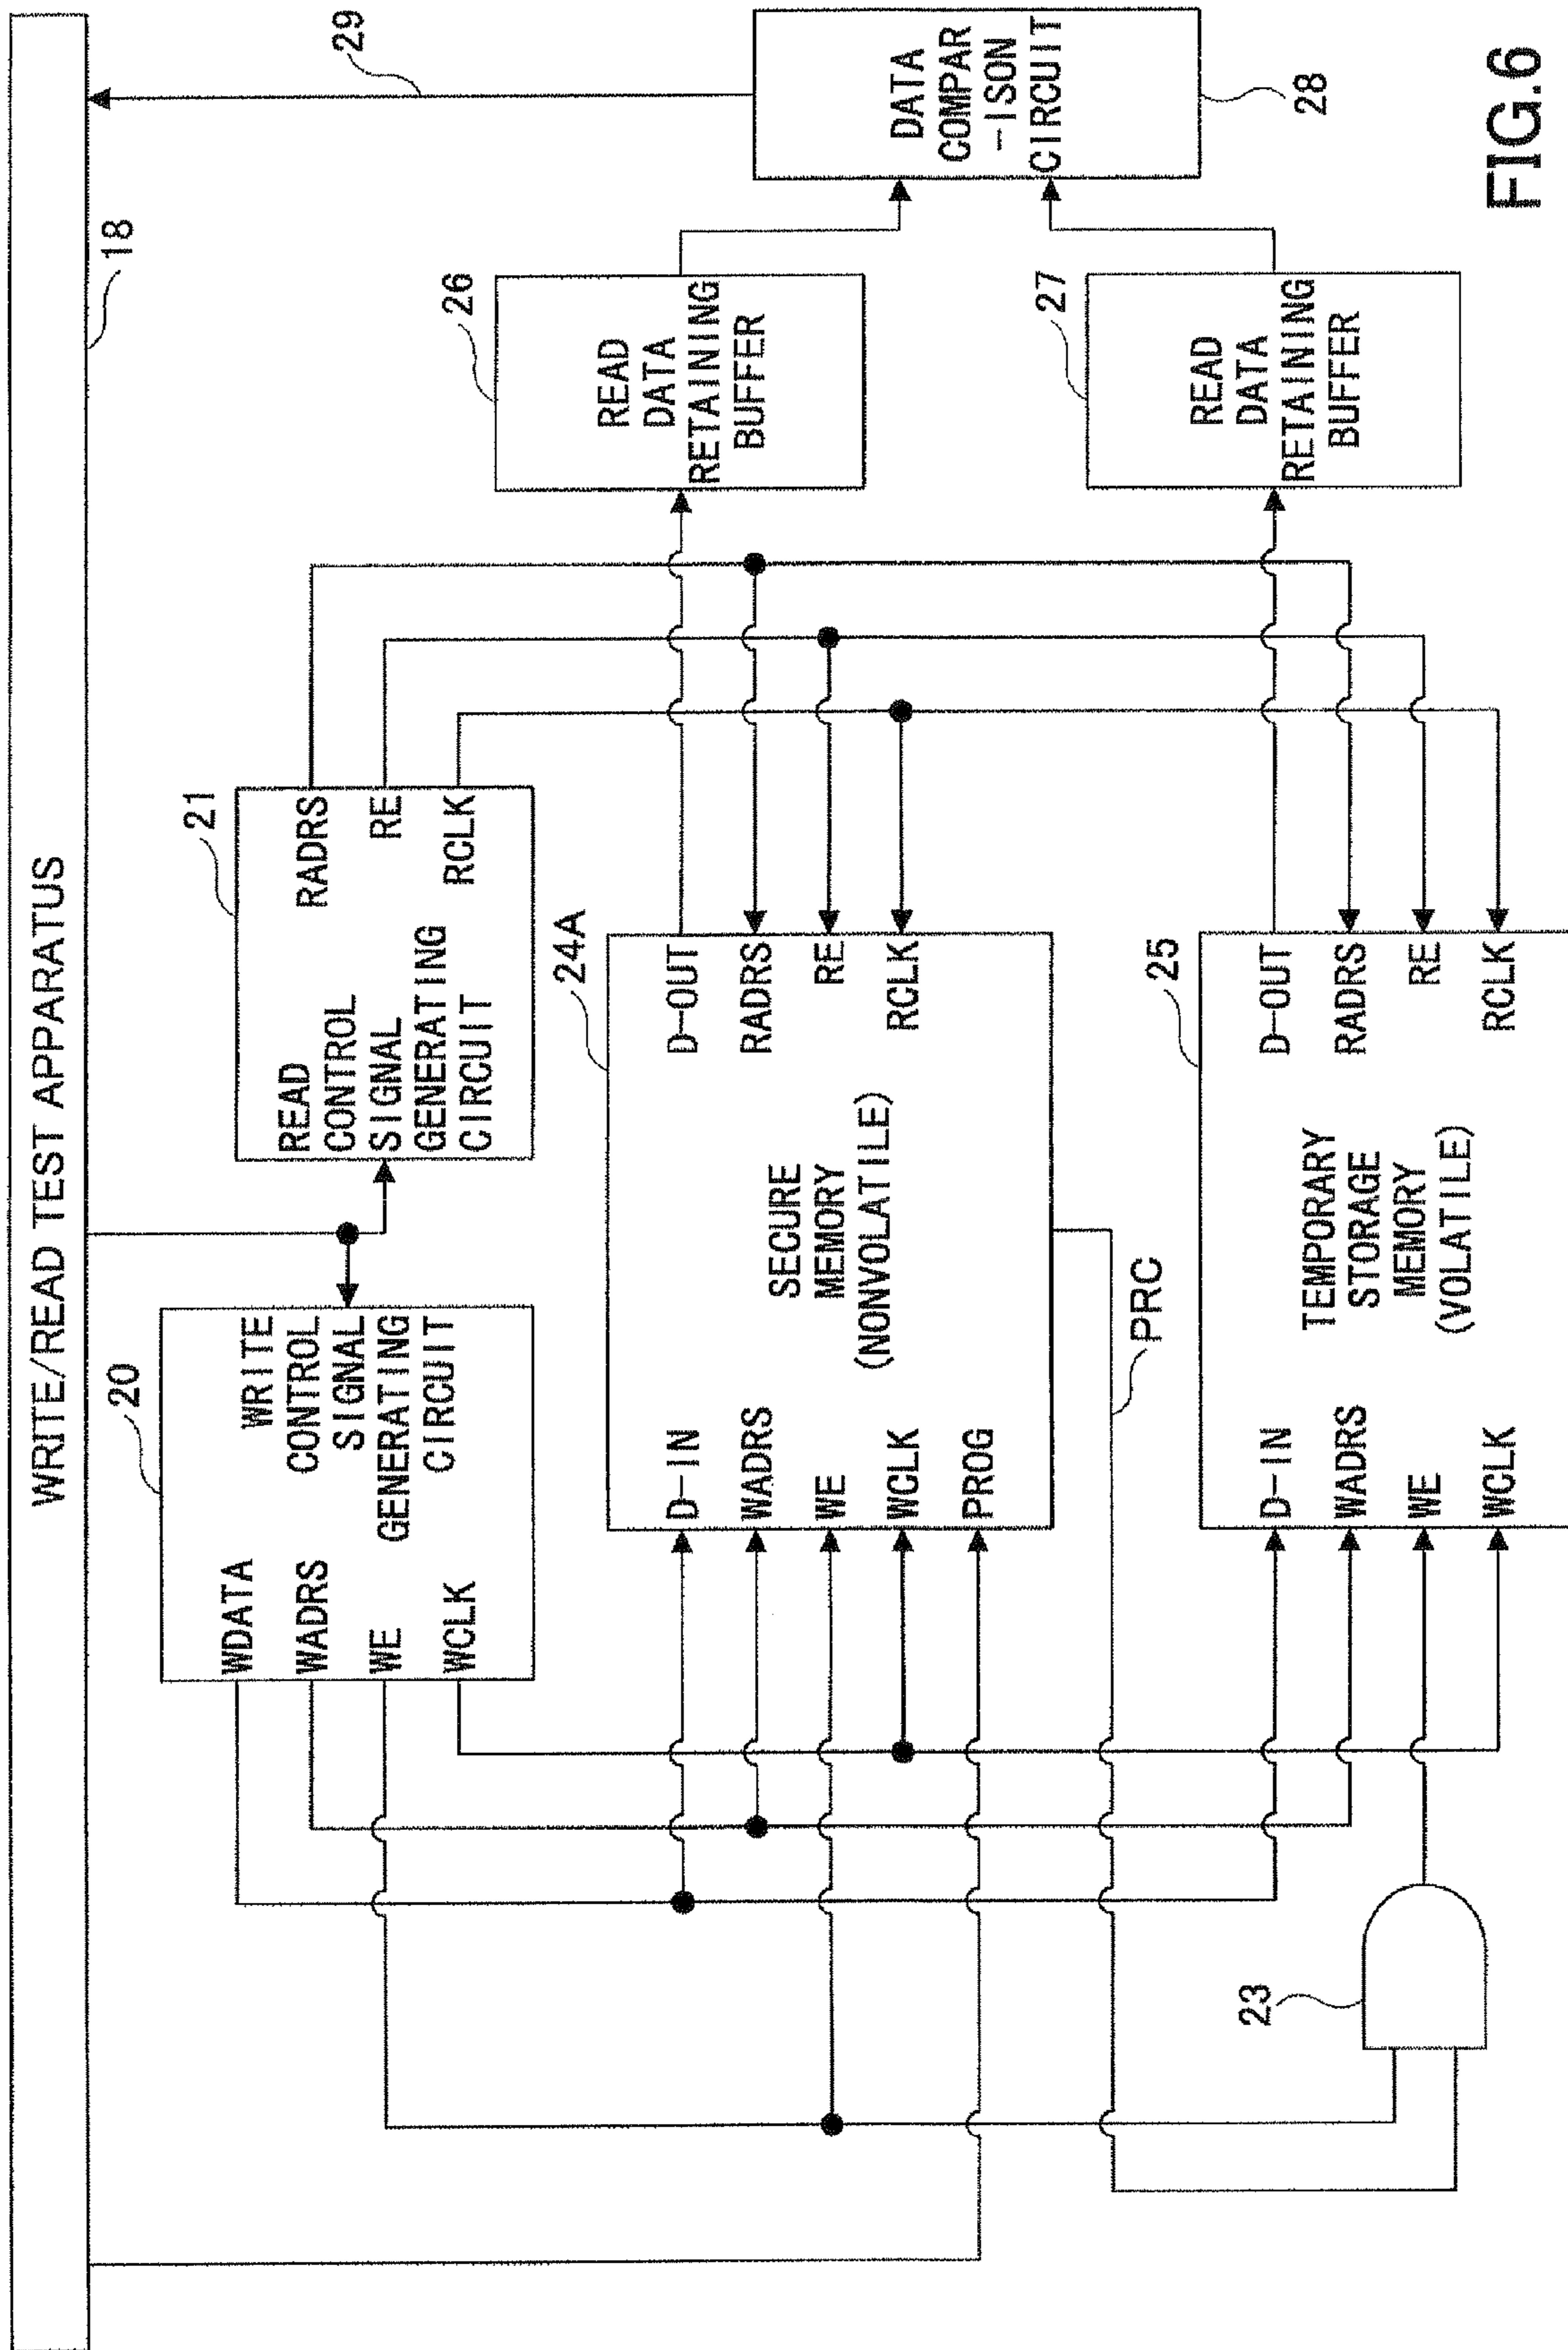 WRITE/READ TEST APPARATUS
18
29
20
WDATA
WADRS
WE
WCLK
WRITE
CONTROL
SIGNAL
GENERATING
CIRCUIT
21
READ
CONTROL
SIGNAL
GENERATING
CIRCUIT
RADRS
RE
RCLK
24A
D-IN
WADRS
WE
WCLK
PROG
SECURE
MEMORY
(NONVOLATILE)
D-OUT
RADRS
RE
RCLK
26
READ
DATA
RETAINING
BUFFER
DATA
COMPAR
-ISON
CIRCUIT
28
PRC
23
25
D-IN
WADRS
WE
WCLK
TEMPORARY
STORAGE
MEMORY
(VOLATILE)
D-OUT
RADRS
RE
RCLK
27
READ
DATA
RETAINING
BUFFER
FIG.6